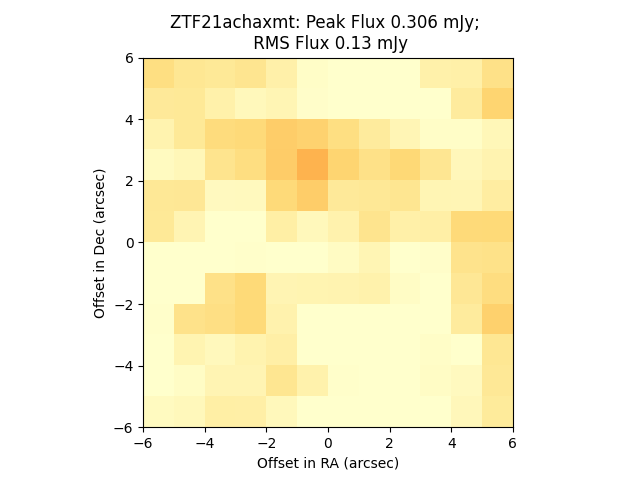 ZTF21achaxmt: Peak Flux 0.306 mJy;
RMS Flux 0.13 mJy
6
4
2
0
−2
−4
−6
Offset in Dec (arcsec)
−6 −4 −2 0 2 4 6
Offset in RA (arcsec)